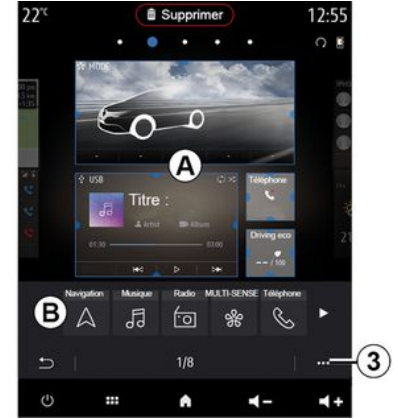 22°C
Supprimer
12:55
MODE
A
USB
Titre :
Artist
Album
01:30
03:00
Téléphone
Driving eco
-- / 100
B
Navigation
Musique
Radio
MULTI-SENSE
Téléphone
1/8
3